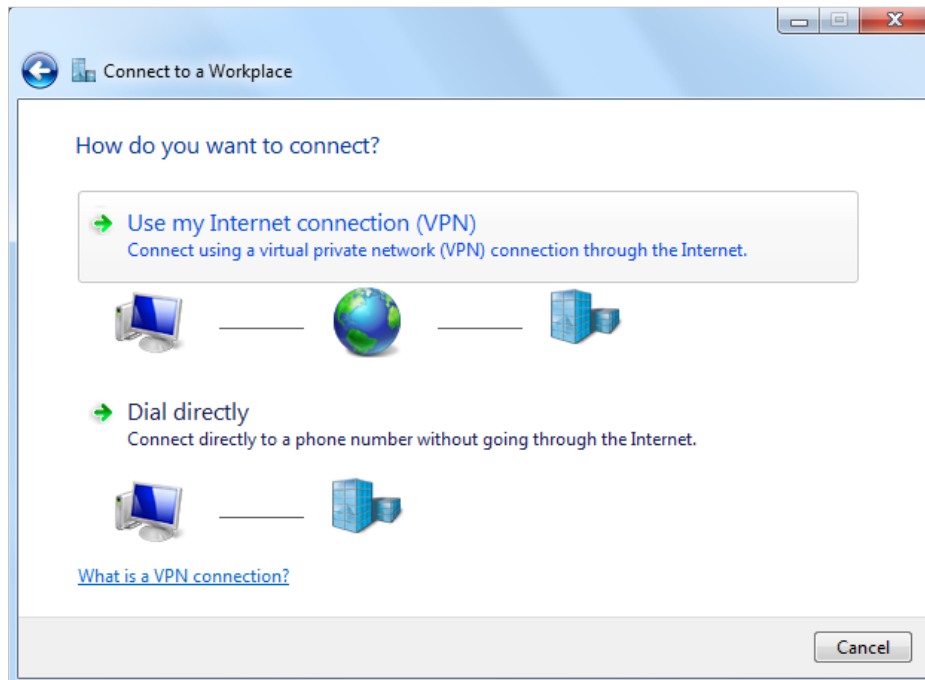 Connect to a Workplace
How do you want to connect?
Use my Internet connection (VPN)
Connect using a virtual private network (VPN) connection through the Internet.
Dial directly
Connect directly to a phone number without going through the Internet.
What is a VPN connection?
Cancel